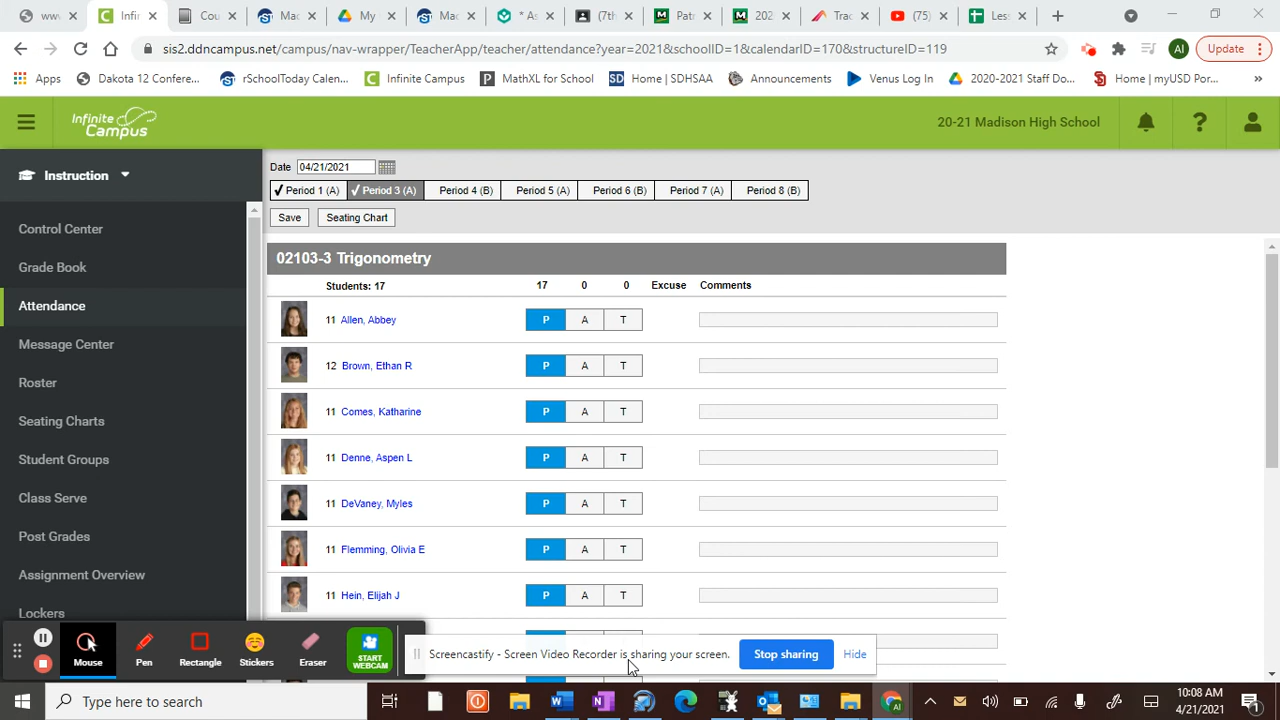 www
Infin
Cou
Mac
My
Mac
* As
(7th
Patr
202
Trac
(75)
Less
sis2.ddncampus.net/campus/nav-wrapper/TeacherApp/teacher/attendance?year=2021&schoolID=1&calendarID=170&structureID=119
AI
Update
Apps
Dakota 12 Confere...
rSchoolToday Calen...
Infinite Campus
MathXL for School
Home | SDHSAA
Announcements
Venus Log In
2020-2021 Staff Do...
Home | myUSD Por...
»
Infinite Campus
20-21 Madison High School
?
Instruction
Date 04/21/2021
✓ Period 1 (A) ✓ Period 3 (A) Period 4 (B) Period 5 (A) Period 6 (B) Period 7 (A) Period 8 (B)
Save Seating Chart
Control Center
Grade Book
Attendance
Message Center
Roster
Seating Charts
Student Groups
Class Serve
Post Grades
Assignment Overview
Lockers
02103-3 Trigonometry
Students: 17 17 0 0 Excuse Comments
11 Allen, Abbey P A T
12 Brown, Ethan R P A T
11 Comes, Katharine P A T
11 Denne, Aspen L P A T
11 DeVaney, Myles P A T
11 Flemming, Olivia E P A T
11 Hein, Elijah J P A T
Mouse
Pen
Rectangle
Stickers
Eraser
START WEBCAM
Screencastify - Screen Video Recorder is sharing your screen. Stop sharing Hide
Type here to search
10:08 AM
4/21/2021